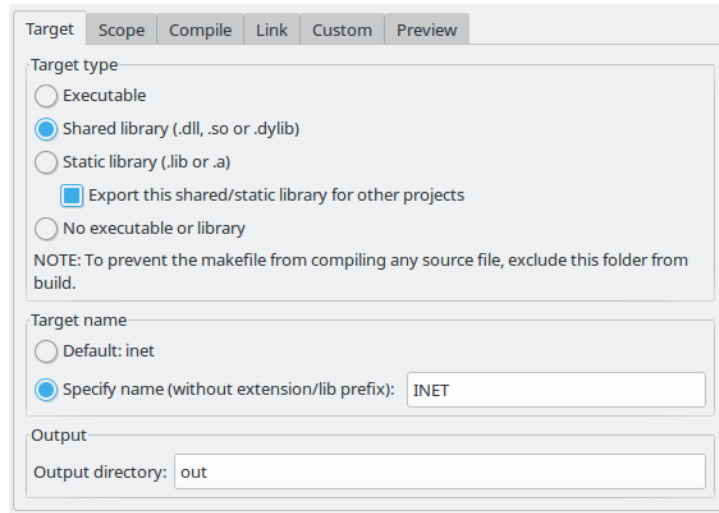 Target Scope Compile Link Custom Preview
Target type
Executable
Shared library (.dll, .so or .dylib)
Static library (.lib or .a)
Export this shared/static library for other projects
No executable or library
NOTE: To prevent the makefile from compiling any source file, exclude this folder from
build.
Target name
Default: inet
Specify name (without extension/lib prefix): INET
Output
Output directory: out